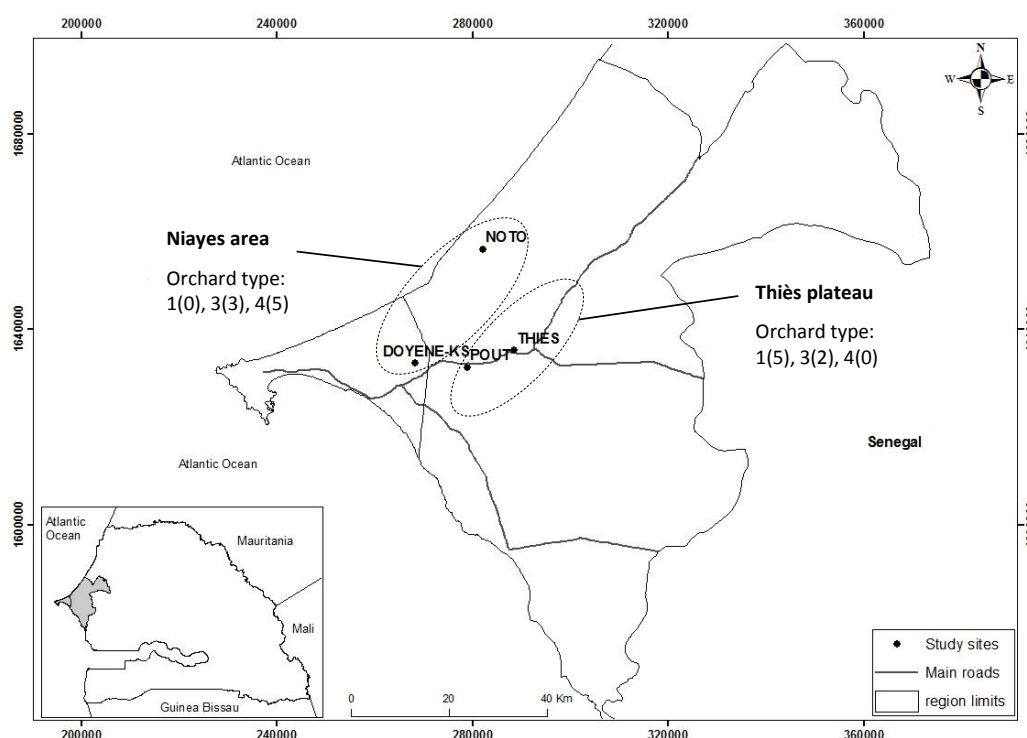 200000 240000 280000 320000 360000
N
W E
S
1680000
Atlantic Ocean
Niayes area
Orchard type:
1(0), 3(3), 4(5)
NOTO
Thiès plateau
Orchard type:
1(5), 3(2), 4(0)
1640000
DOYENE-KS
POUT
THIES
Senegal
Atlantic Ocean
1600000
Atlantic
Ocean
Mauritania
Mali
Guinea Bissau
0 20 40 Km
Study sites
Main roads
region limits
200000 240000 280000 320000 360000